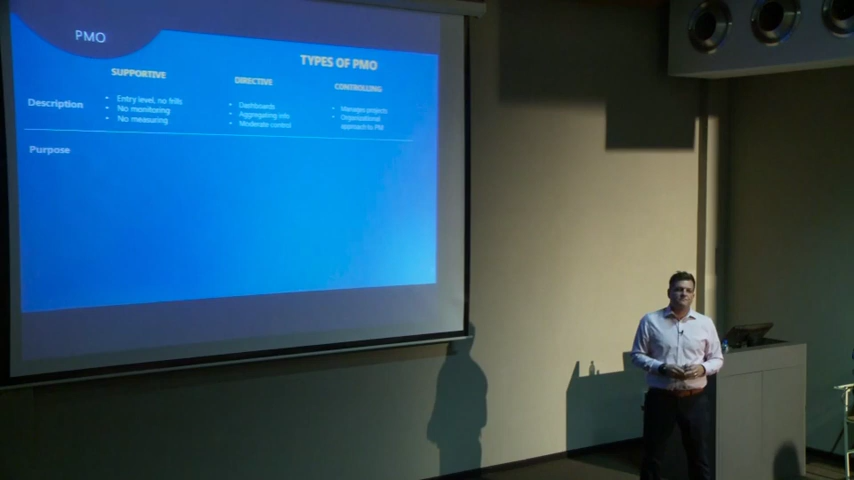 PMO
TYPES OF PMO
SUPPORTIVE
DIRECTIVE
CONTROLLING
Description
• Entry level, no frills
• No monitoring
• No measuring
• Dashboards
• Aggregating info
• Moderate control
• Manages projects
• Organizational
approach to PM
Purpose